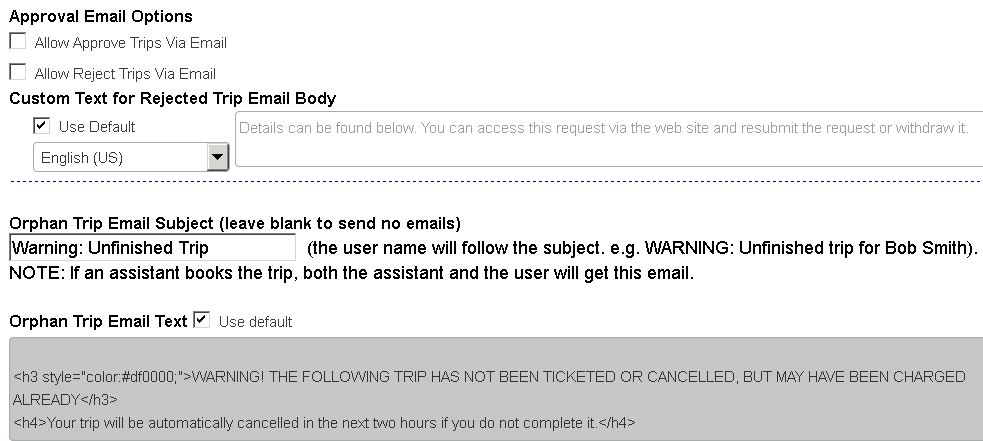 Approval Email Options
Allow Approve Trips Via Email
Allow Reject Trips Via Email
Custom Text for Rejected Trip Email Body
Use Default
Details can be found below. You can access this request via the web site and resubmit the request or withdraw it.
English (US)
Orphan Trip Email Subject (leave blank to send no emails)
Warning: Unfinished Trip (the user name will follow the subject. e.g. WARNING: Unfinished trip for Bob Smith).
NOTE: If an assistant books the trip, both the assistant and the user will get this email.
Orphan Trip Email Text Use default
<h3 style="color:#df0000;">WARNING! THE FOLLOWING TRIP HAS NOT BEEN TICKETED OR CANCELLED, BUT MAY HAVE BEEN CHARGED
ALREADY</h3>
<h4>Your trip will be automatically cancelled in the next two hours if you do not complete it.</h4>